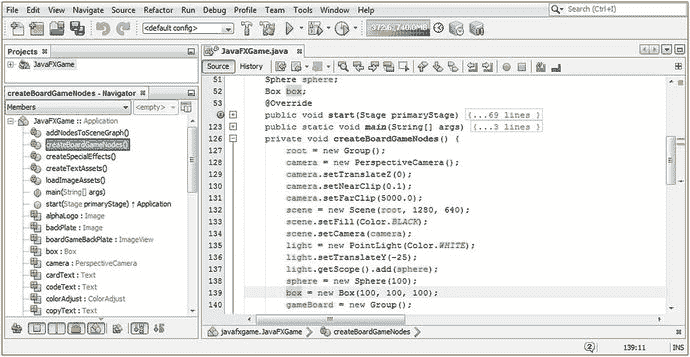 File Edit View Navigate Source Refactor Run Debug Profile Team Tools Window Help
Search (Ctrl+I)
<default config>
Projects
JavaFXGame
createBoardGameNodes - Navigator
Members
<empty>
JavaFXGame :: Application
addNodesToSceneGraph()
createBoardGameNodes()
createSpecialEffects()
createTextAssets()
loadImageAssets()
main(String[] args)
start(Stage primaryStage) ↑ Application
alphaLogo : Image
backPlate : Image
boardGameBackPlate : ImageView
box : Box
camera : PerspectiveCamera
cardText : Text
codeText : Text
colorAdjust : ColorAdjust
copyText : Text
JavaFXGame.java
Source History
51 Sphere sphere;
52 Box box;
53 @Override
public void start(Stage primaryStage) {...69 lines }
123 public static void main(String[] args) {...3 lines }
126 private void createBoardGameNodes() {
127 root = new Group();
128 camera = new PerspectiveCamera();
129 camera.setTranslateZ(0);
130 camera.setNearClip(0.1);
131 camera.setFarClip(5000.0);
132 scene = new Scene(root, 1280, 640);
133 scene.setFill(Color.BLACK);
134 scene.setCamera(camera);
135 light = new PointLight(Color.WHITE);
136 light.setTranslateY(-25);
137 light.getScope().add(sphere);
138 sphere = new Sphere(100);
139 box = new Box(100, 100, 100);
140 gameBoard = new Group();
javafxgame.JavaFXGame
createBoardGameNodes
2
139:11
INS